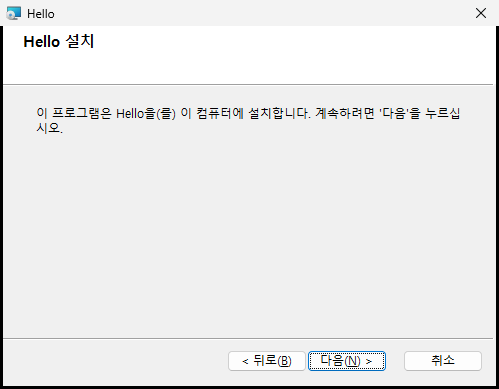 Hello
Hello 설치
이 프로그램은 Hello을(를) 이 컴퓨터에 설치합니다. 계속하려면 '다음'을 누르십
시오.
< 뒤로(B)
다음(N) >
취소